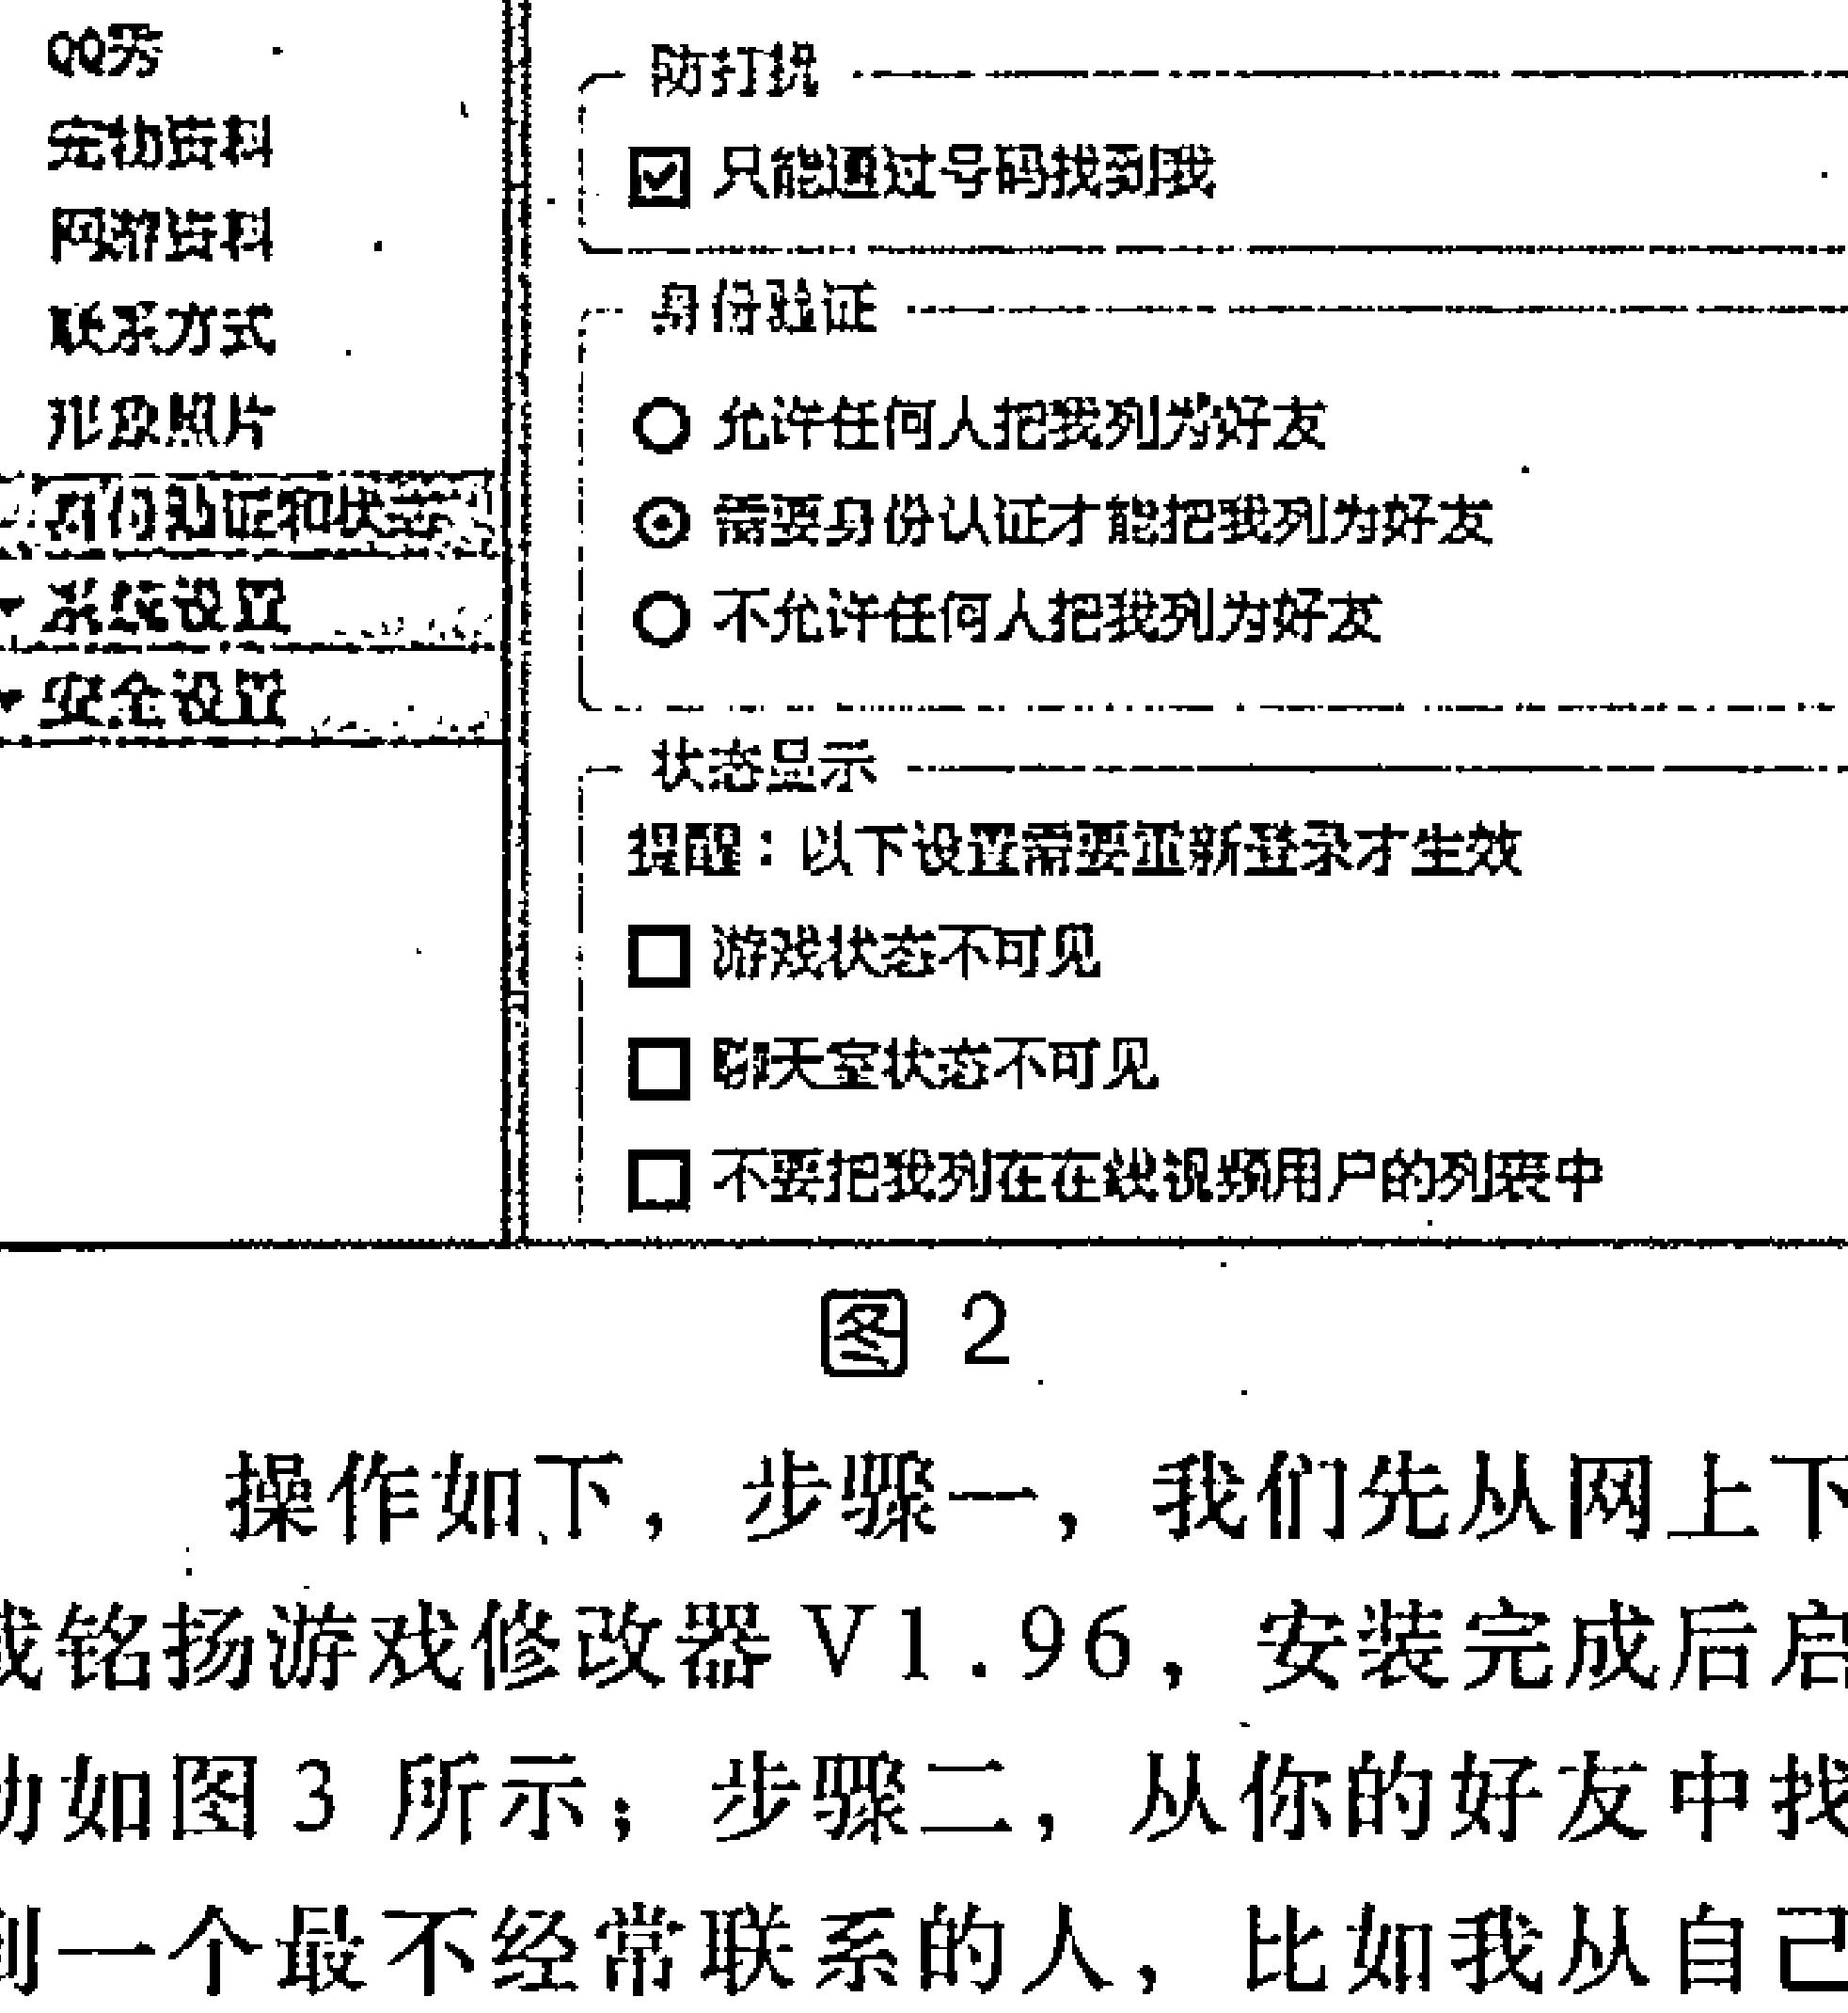 QQ秀
宠物资料
网游资料
联系方式
形象照片
身份验证和状态
系统设置
安全设置
防打扰
只能通过号码找到我
身份验证
允许任何人把我列为好友
需要身份认证才能把我列为好友
不允许任何人把我列为好友
状态显示
提醒：以下设置需要重新登录才生效
游戏状态不可见
聊天室状态不可见
不要把我列在在线视频用户的列表中
图 2
操作如下，步骤一，我们先从网上下
载铭扬游戏修改器V1.96，安装完成后启
动如图3 所示；步骤二，从你的好友中找
到一个最不经常联系的人，比如我从自己